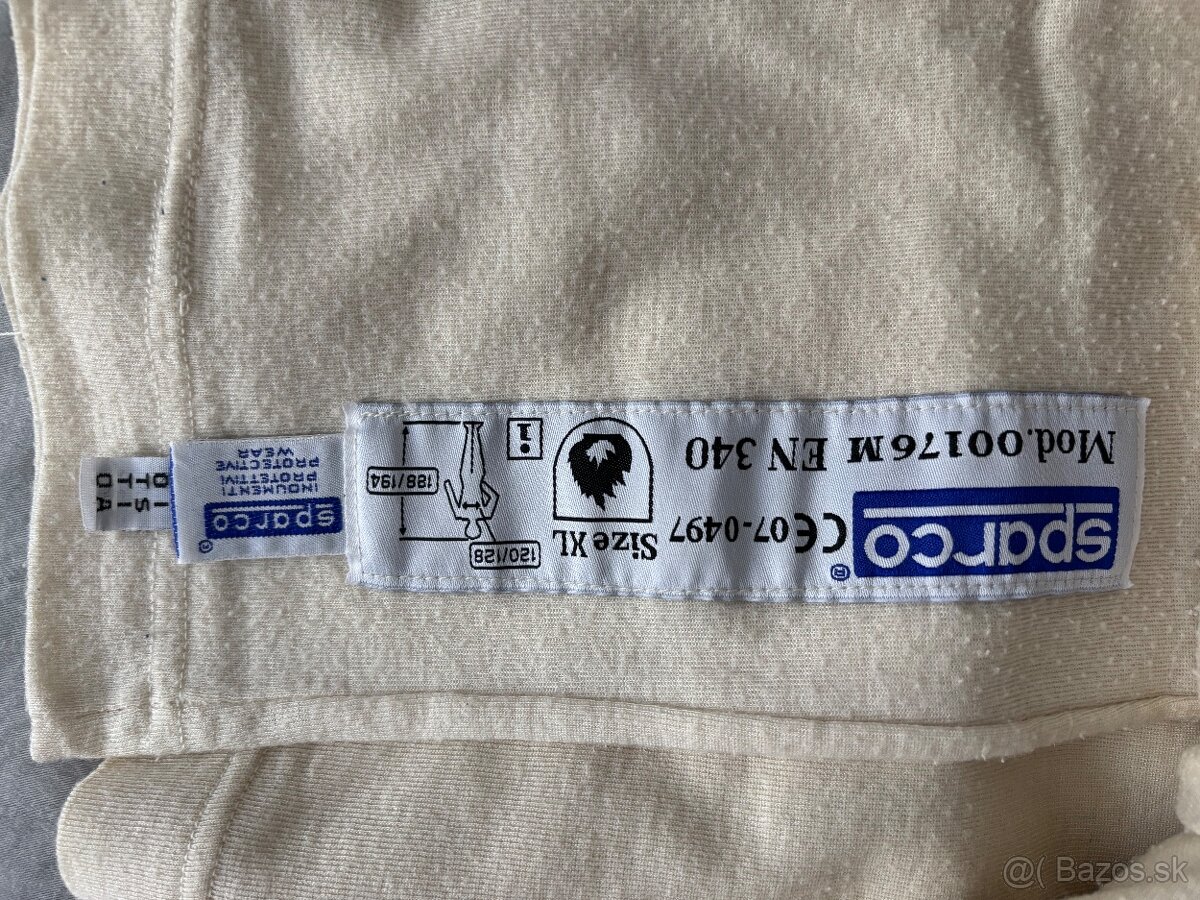 sparco®
CE 07-0497
Mod.00176M EN 340
Size XL
i
120/128
188/194
sparco®
INDUMENTI
PROTETTIVI
PROTECTIVE
WEAR
@( Bazos.sk